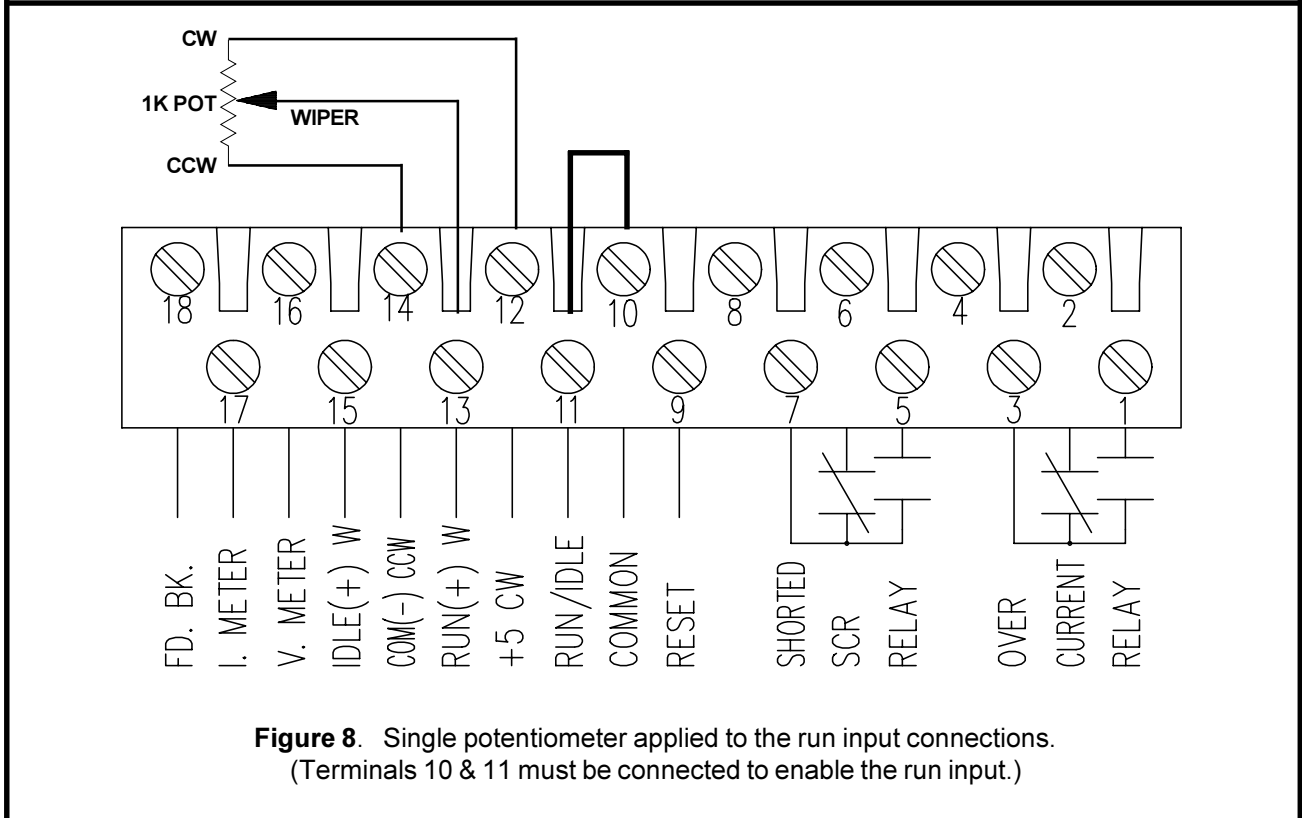 CW
1K POT
WIPER
CCW
18 16 14 12 10 8 6 4 2
17 15 13 11 9 7 5 3 1
FD. BK.
I. METER
V. METER
IDLE(+) W
COM(-) CCW
RUN(+) W
+5 CW
RUN/IDLE
COMMON
RESET
SHORTED
SCR
RELAY
OVER
CURRENT
RELAY
Figure 8. Single potentiometer applied to the run input connections.
(Terminals 10 & 11 must be connected to enable the run input.)